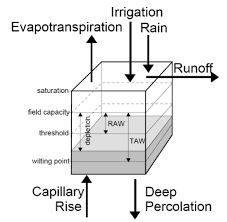 Irrigation
Evapotranspiration
Rain
Runoff
saturation
field capacity
depletion
RAW
threshold
TAW
wilting point
Capillary
Rise
Deep
Percolation